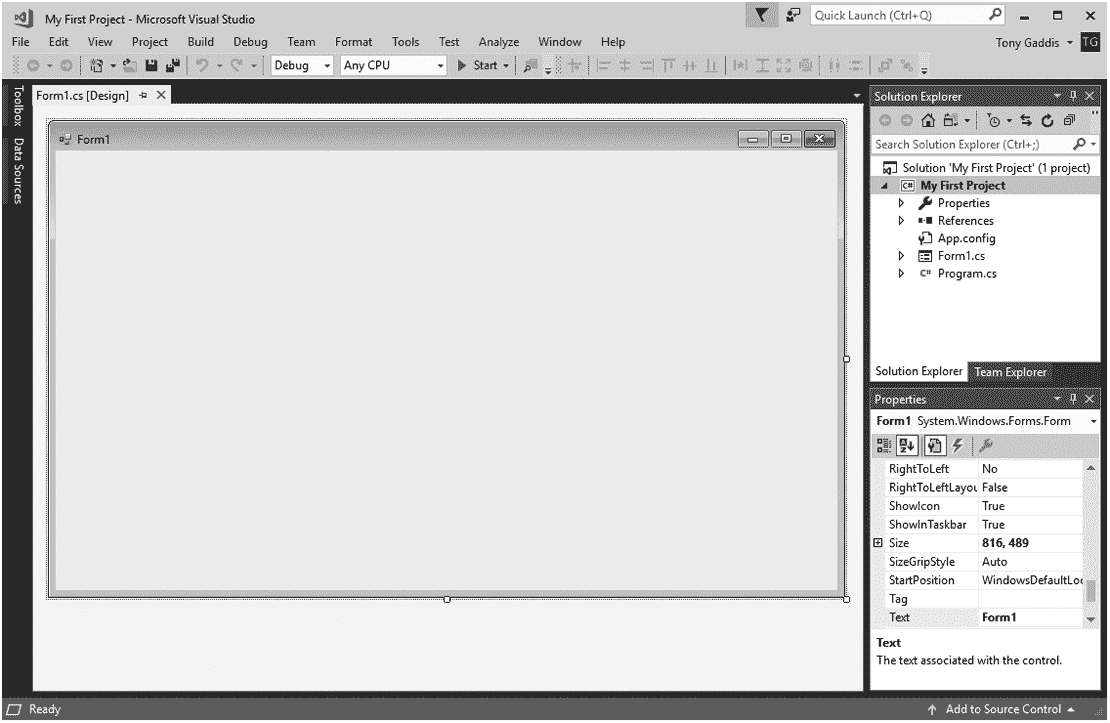 My First Project - Microsoft Visual Studio
Quick Launch (Ctrl+Q)
File Edit View Project Build Debug Team Format Tools Test Analyze Window Help
Tony Gaddis TG
Debug Any CPU Start
Toolbox
Data Sources
Form1.cs [Design]
Form1
Solution Explorer
Search Solution Explorer (Ctrl+;)
Solution 'My First Project' (1 project)
C# My First Project
Properties
References
App.config
Form1.cs
C# Program.cs
Solution Explorer Team Explorer
Properties
Form1 System.Windows.Forms.Form
RightToLeft No
RightToLeftLayou False
ShowIcon True
ShowInTaskbar True
Size 816, 489
SizeGripStyle Auto
StartPosition WindowsDefaultLoc
Tag
Text Form1
Text
The text associated with the control.
Ready
Add to Source Control